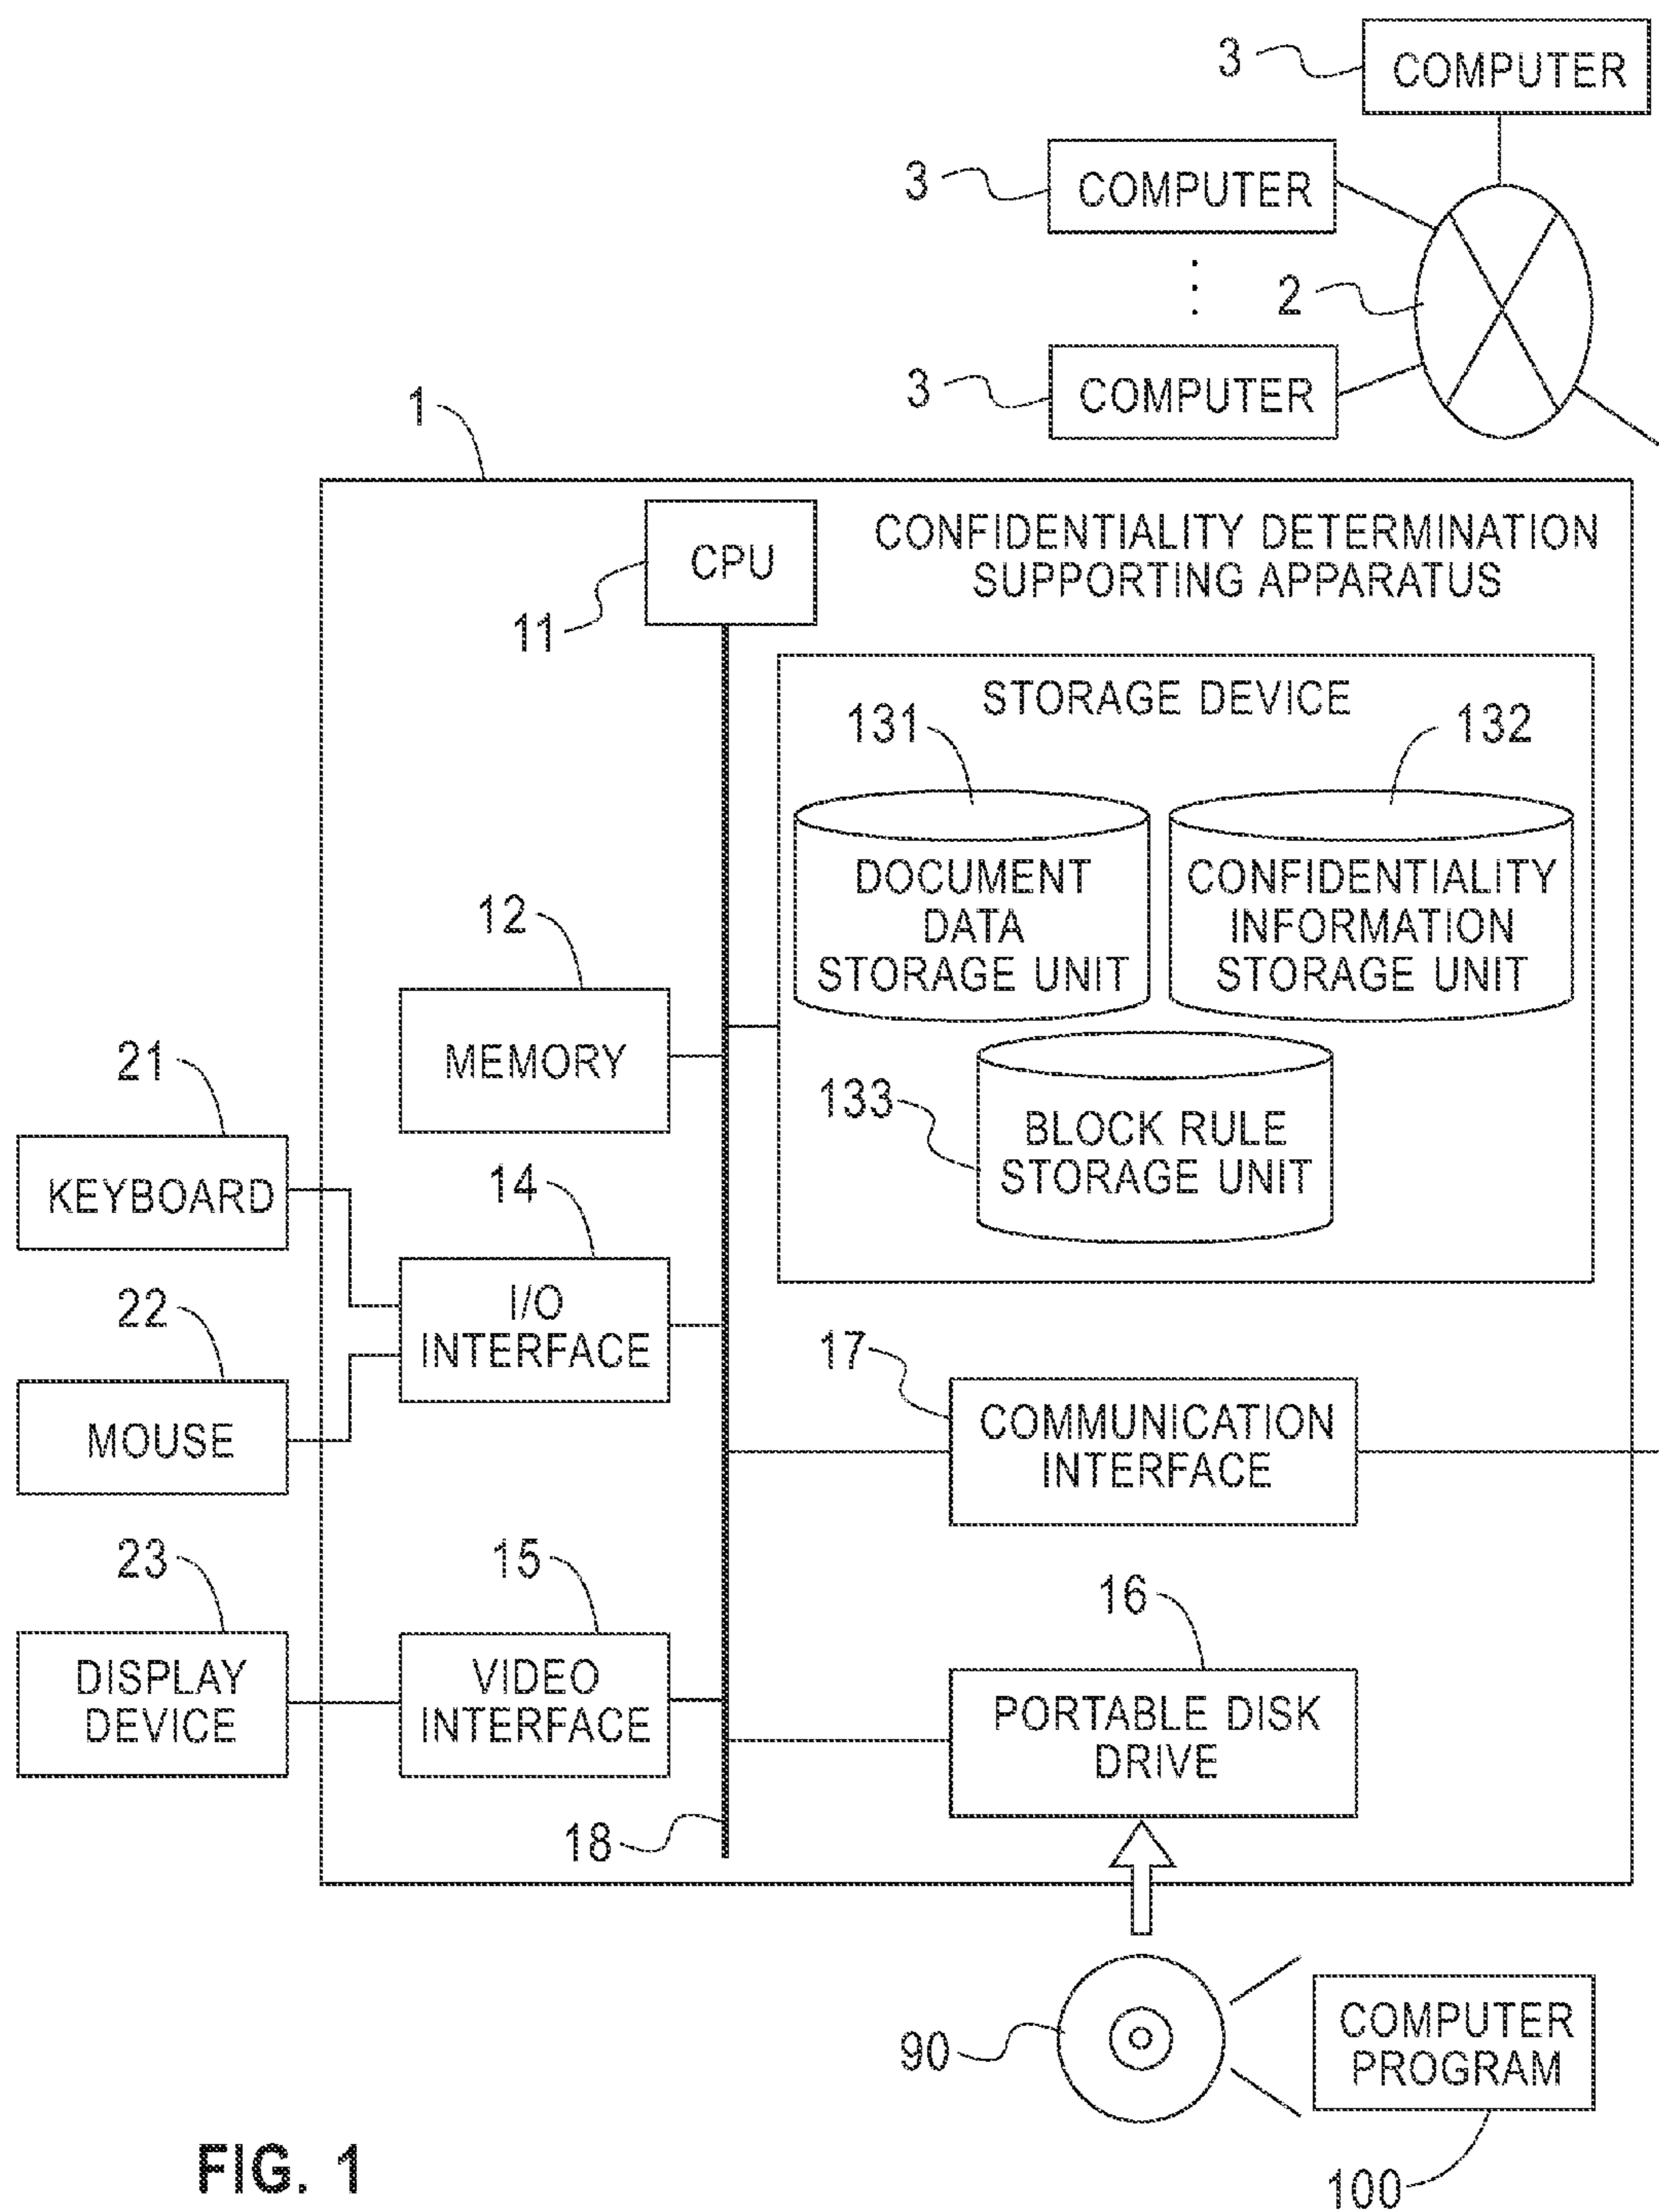 3
COMPUTER
3
COMPUTER
2
3
COMPUTER
1
CONFIDENTIALITY DETERMINATION
SUPPORTING APPARATUS
CPU
11
STORAGE DEVICE
131
132
DOCUMENT
DATA
STORAGE UNIT
CONFIDENTIALITY
INFORMATION
STORAGE UNIT
12
MEMORY
133
BLOCK RULE
STORAGE UNIT
21
KEYBOARD
14
I/O
INTERFACE
22
MOUSE
17
COMMUNICATION
INTERFACE
23
DISPLAY
DEVICE
15
VIDEO
INTERFACE
16
PORTABLE DISK
DRIVE
18
90
COMPUTER
PROGRAM
100
FIG. 1